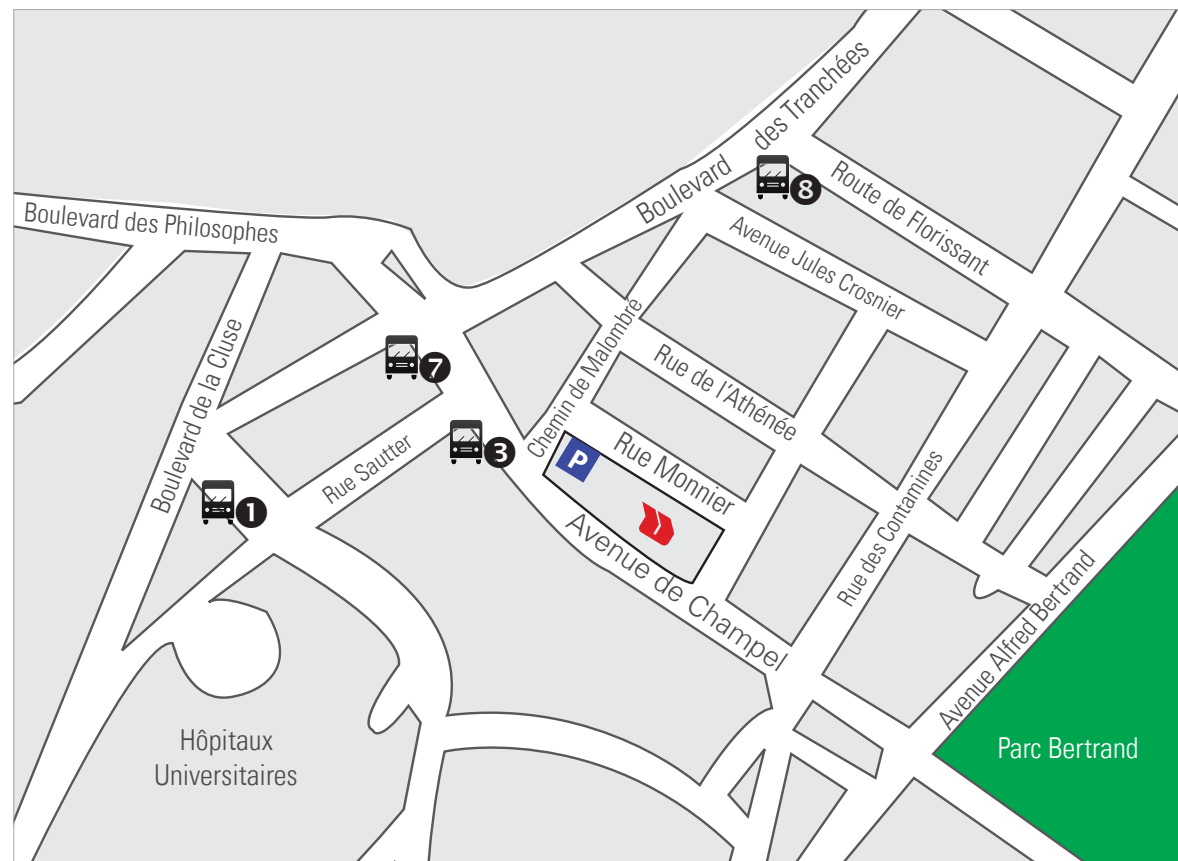 Boulevard des Tranchées
8
Route de Florissant
Boulevard des Philosophes
Avenue Jules Crosnier
Boulevard de la Cluse
7
Chemin de Malombré
Rue de l'Athénée
3
Rue Sautter
P
Rue Monnier
1
Avenue de Champel
Rue des Contamines
Avenue Alfred Bertrand
Hôpitaux
Universitaires
Parc Bertrand